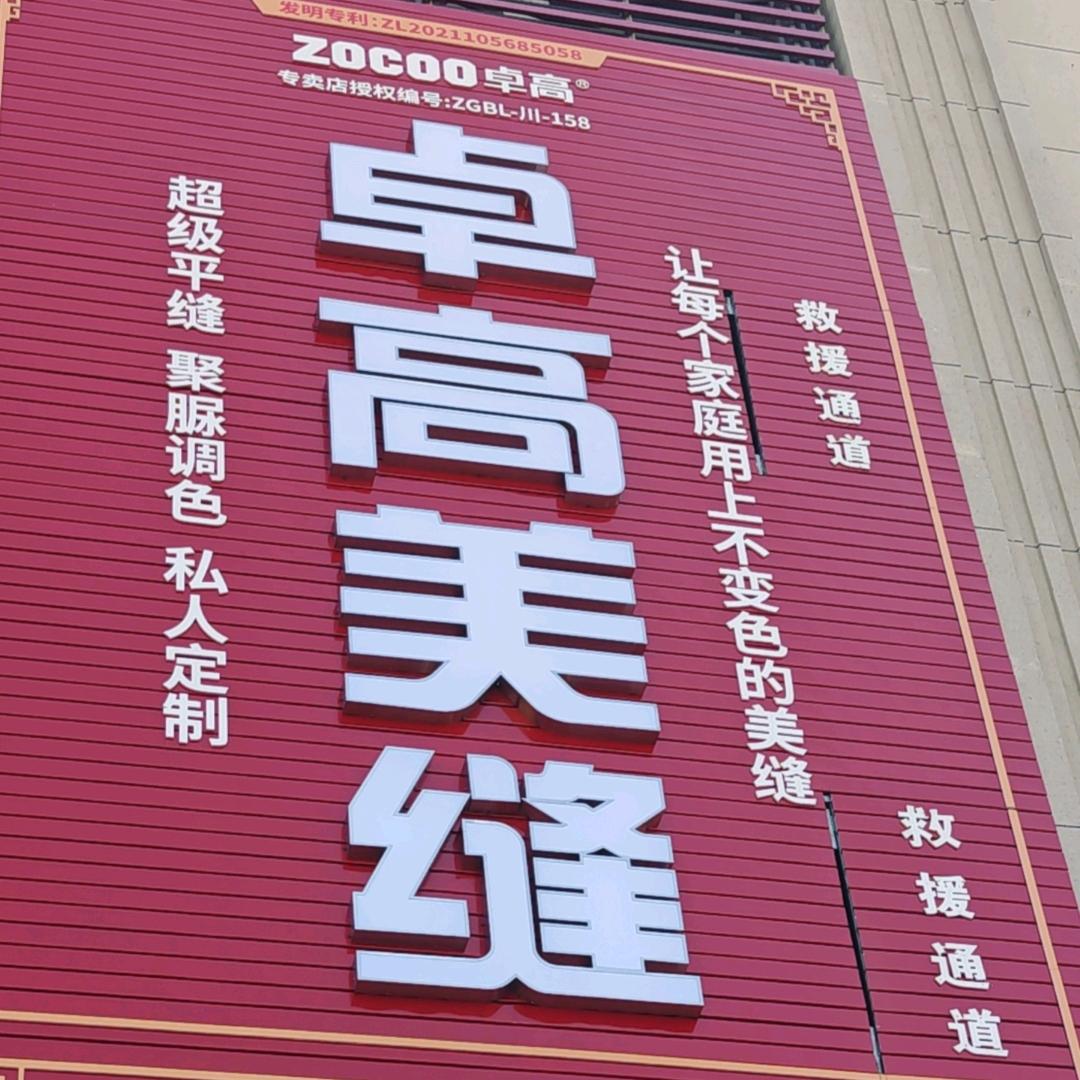 发明专利:ZL2021105685058
ZOCOO卓高®
专卖店授权编号:ZGBL-川-158
卓高美缝
超级平缝 聚脲调色 私人定制
让每个家庭用上不变色的美缝
救援通道
救援通道